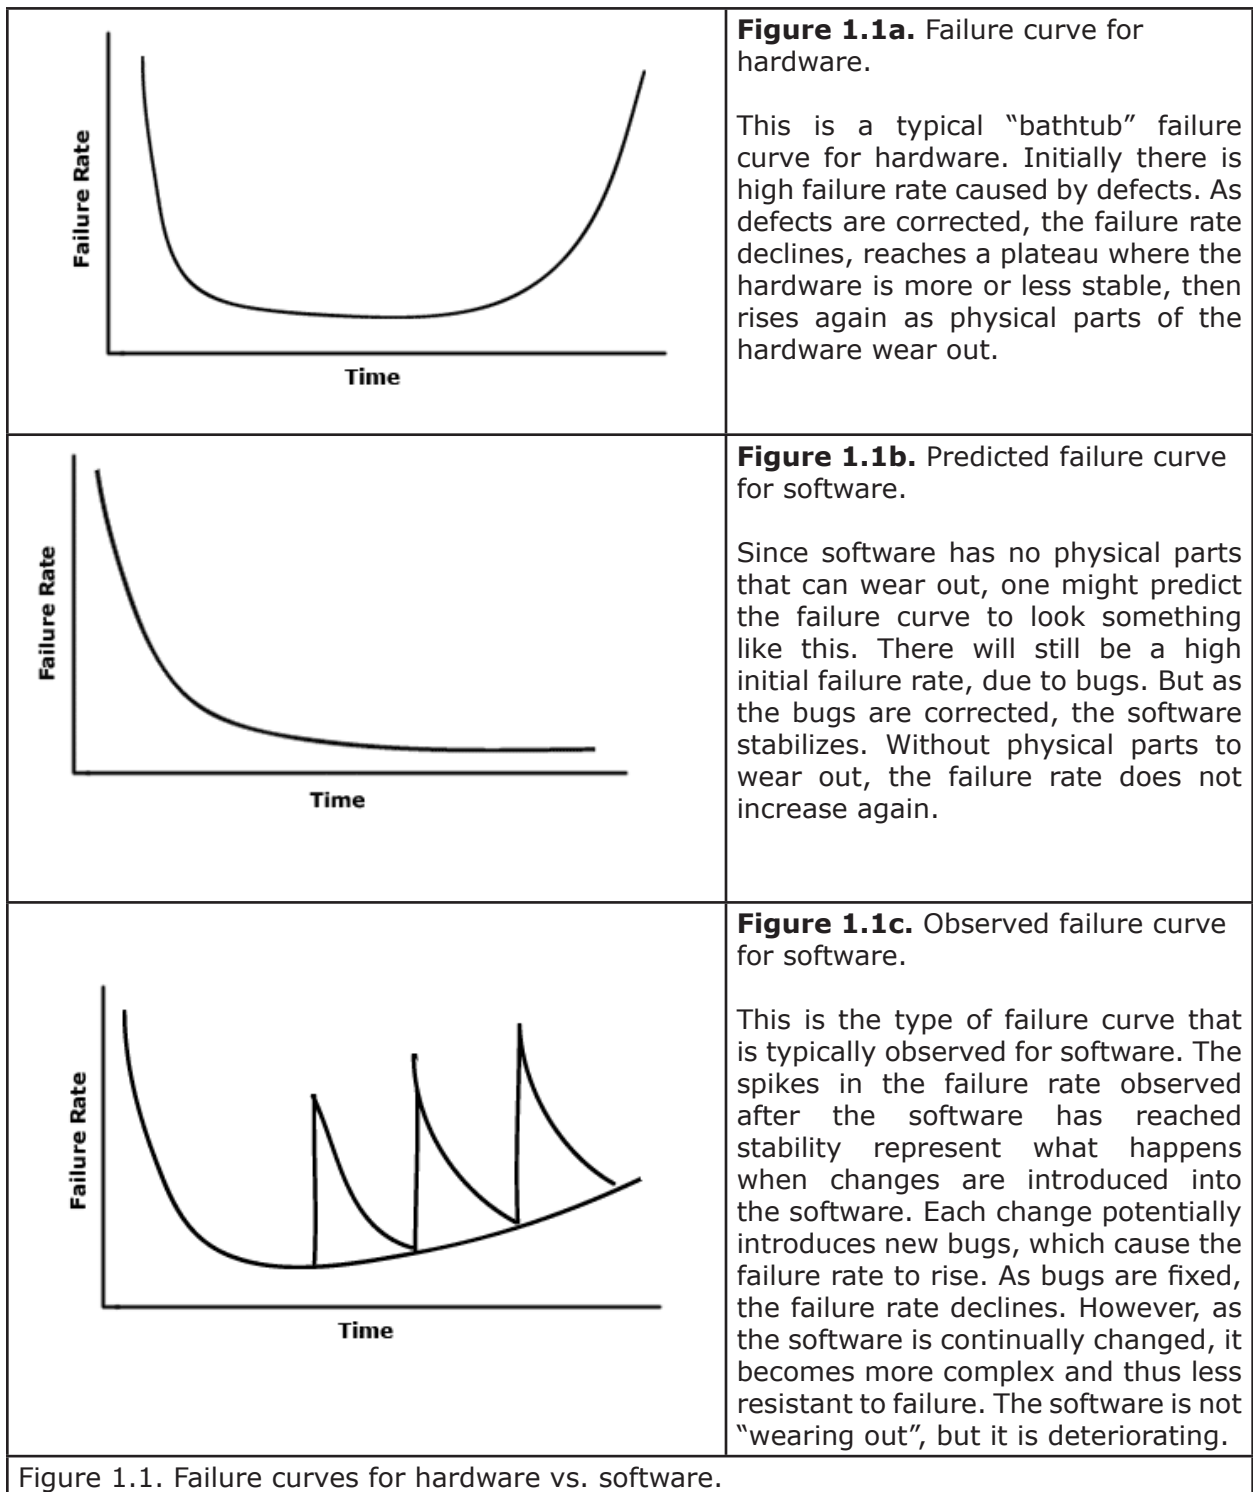 Failure Rate
Time
Figure 1.1a. Failure curve for
hardware.
This is a typical “bathtub” failure
curve for hardware. Initially there is
high failure rate caused by defects. As
defects are corrected, the failure rate
declines, reaches a plateau where the
hardware is more or less stable, then
rises again as physical parts of the
hardware wear out.
Failure Rate
Time
Figure 1.1b. Predicted failure curve
for software.
Since software has no physical parts
that can wear out, one might predict
the failure curve to look something
like this. There will still be a high
initial failure rate, due to bugs. But as
the bugs are corrected, the software
stabilizes. Without physical parts to
wear out, the failure rate does not
increase again.
Failure Rate
Time
Figure 1.1c. Observed failure curve
for software.
This is the type of failure curve that
is typically observed for software. The
spikes in the failure rate observed
after the software has reached
stability represent what happens
when changes are introduced into
the software. Each change potentially
introduces new bugs, which cause the
failure rate to rise. As bugs are fixed,
the failure rate declines. However, as
the software is continually changed, it
becomes more complex and thus less
resistant to failure. The software is not
“wearing out”, but it is deteriorating.
Figure 1.1. Failure curves for hardware vs. software.